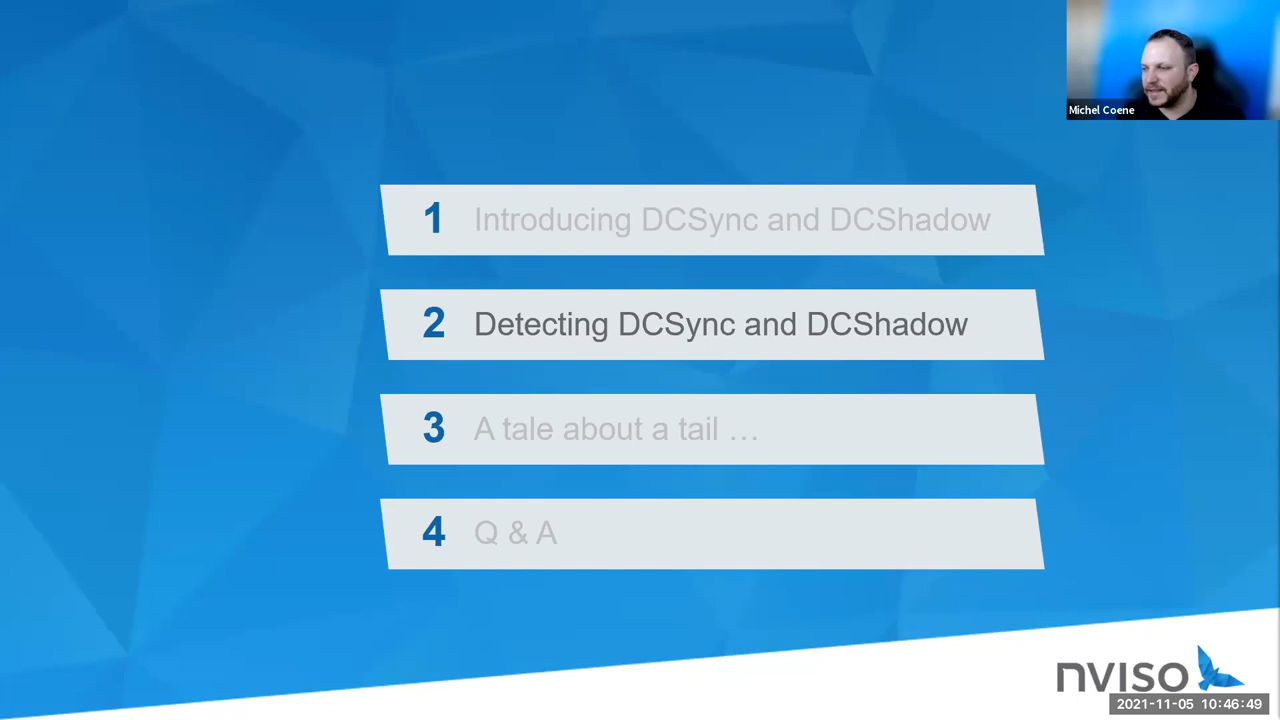 Michel Coene
1 Introducing DCSync and DCShadow
2 Detecting DCSync and DCShadow
3 A tale about a tail …
4 Q & A
nviso
2021-11-05 10:46:49